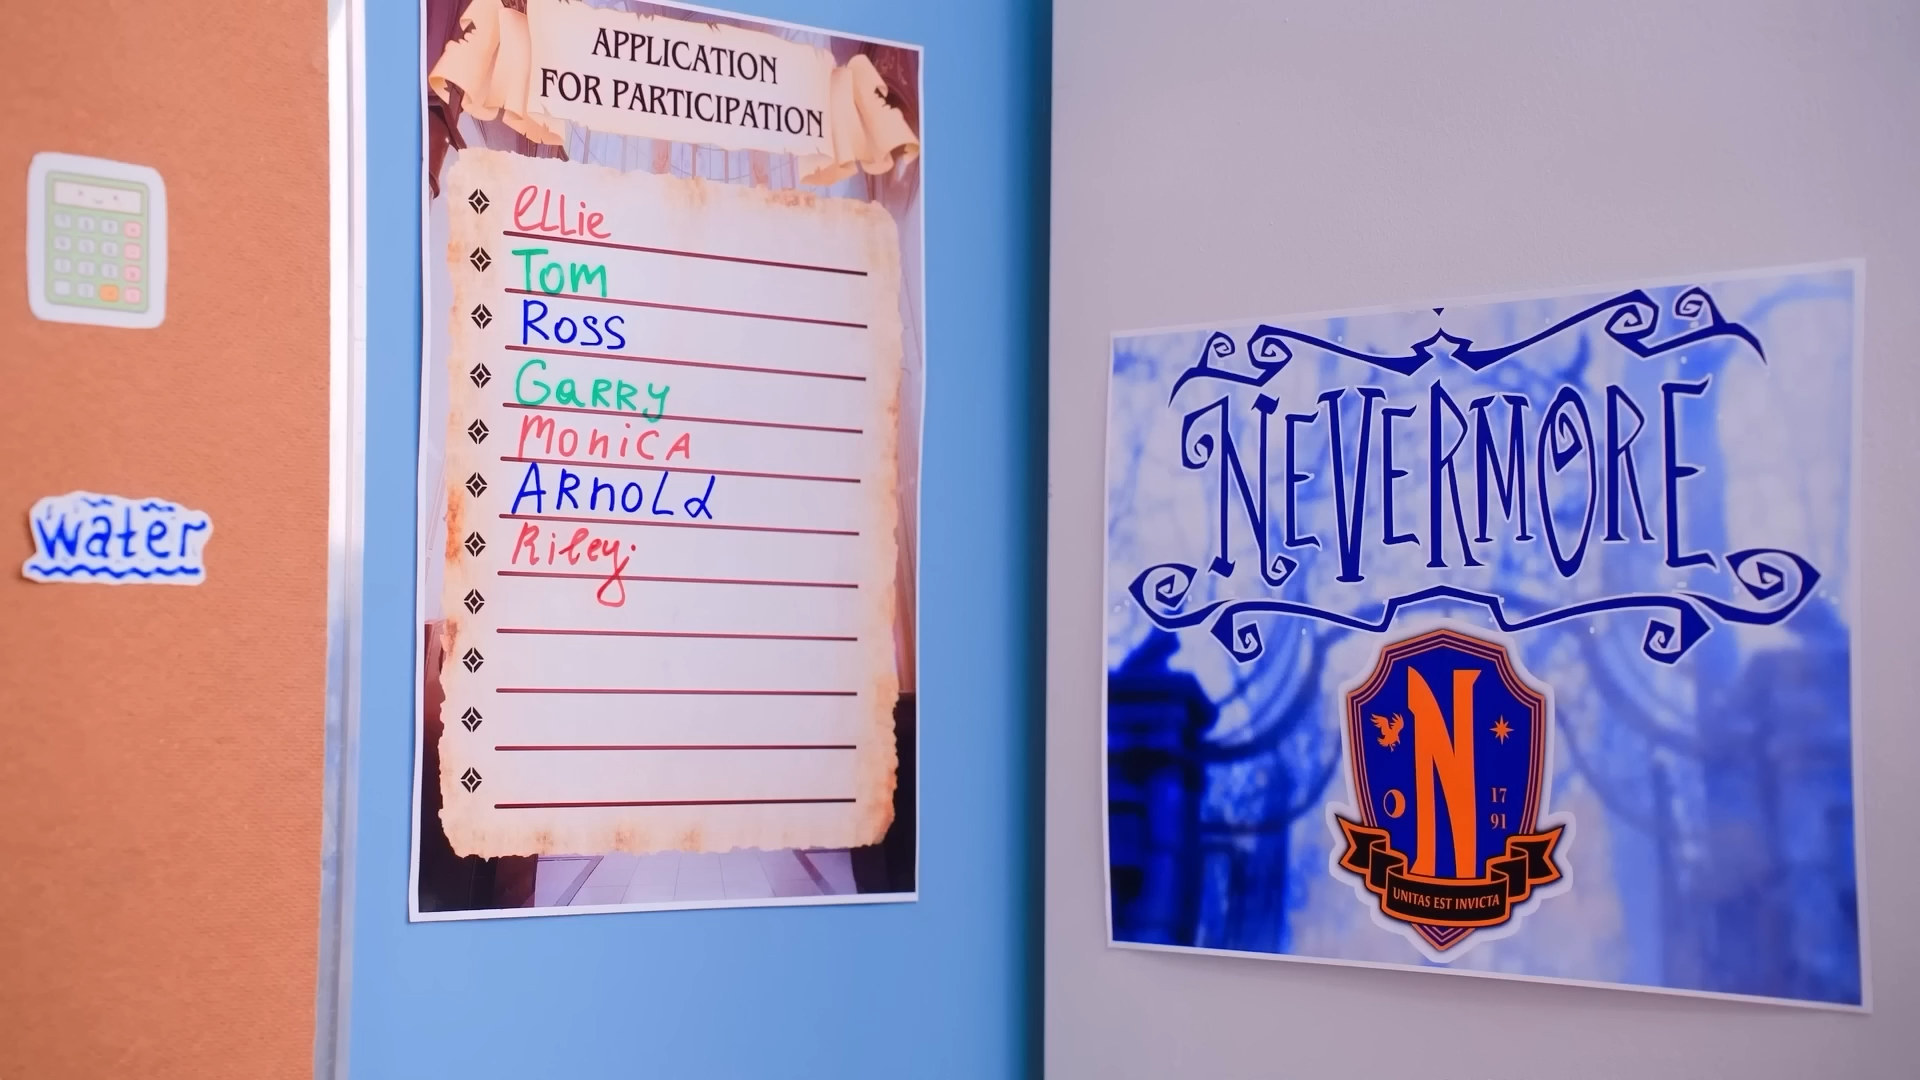 APPLICATION
FOR PARTICIPATION
eLLie
Tom
Ross
GaRRy
MoniCA
ARnoLd
Riley
water
NEVERMORE
N
17
91
UNITAS EST INVICTA